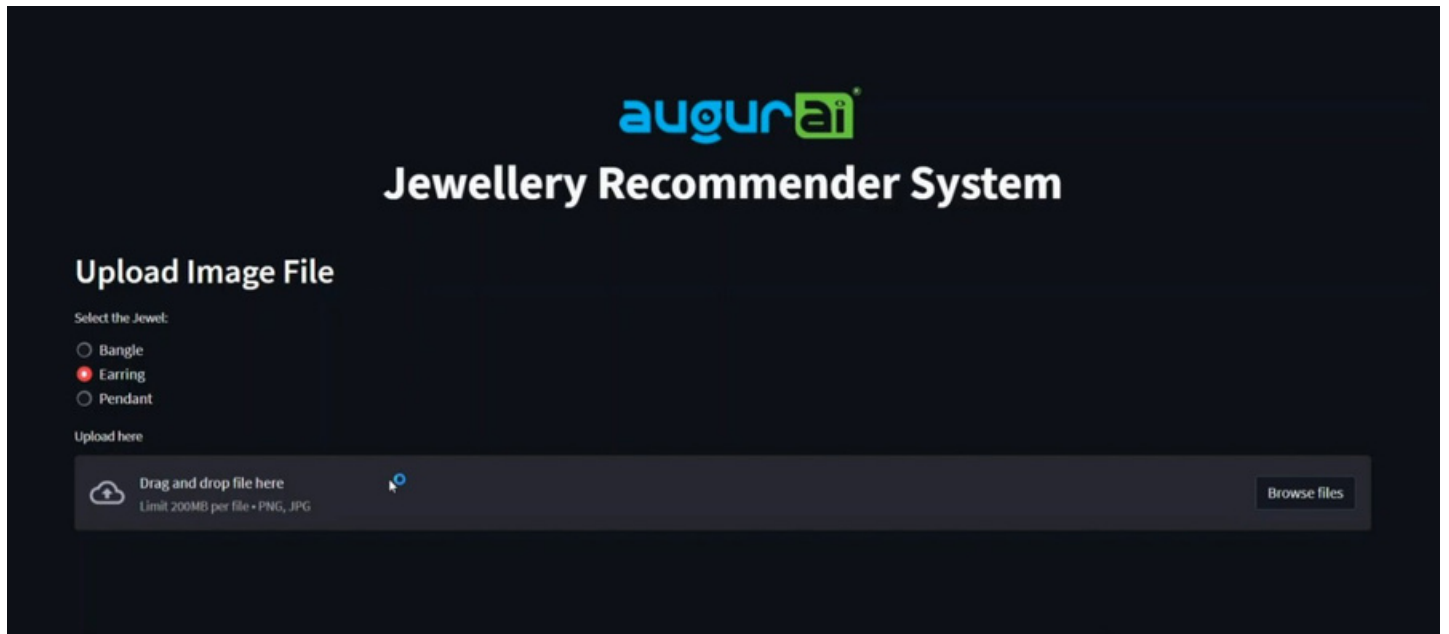 augurai®
Jewellery Recommender System
Upload Image File
Select the Jewel:
Bangle
Earring
Pendant
Upload here
Drag and drop file here
Limit 200MB per file • PNG, JPG
Browse files